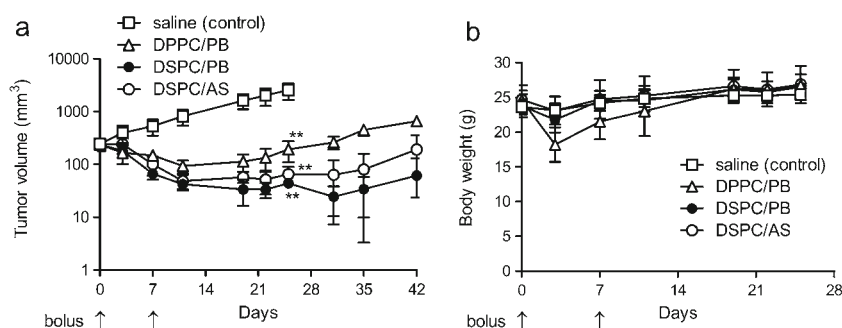 a
saline (control)
DPPC/PB
DSPC/PB
DSPC/AS
Tumor volume (mm3)
10000
1000
100
10
1
**
**
**
0 7 14 21 28 35 42
Days
bolus ↑ ↑
b
Body weight (g)
30
25
20
15
10
5
0
saline (control)
DPPC/PB
DSPC/PB
DSPC/AS
0 7 14 21 28
Days
bolus ↑ ↑